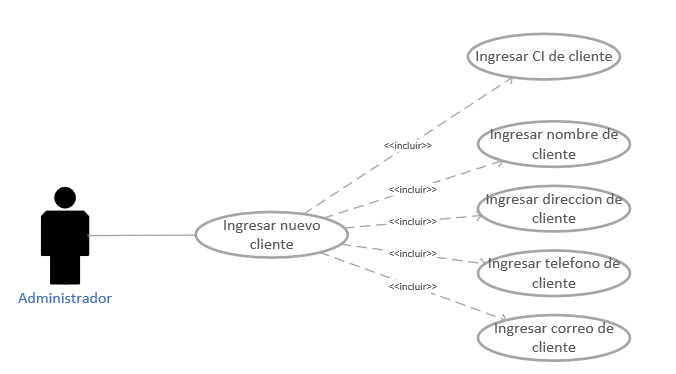 Ingresar CI de cliente
<<incluir>>
Ingresar nombre de
cliente
<<incluir>>
Ingresar direccion de
cliente
Ingresar nuevo
cliente
<<incluir>>
<<incluir>>
Ingresar telefono de
cliente
<<incluir>>
Administrador
Ingresar correo de
cliente